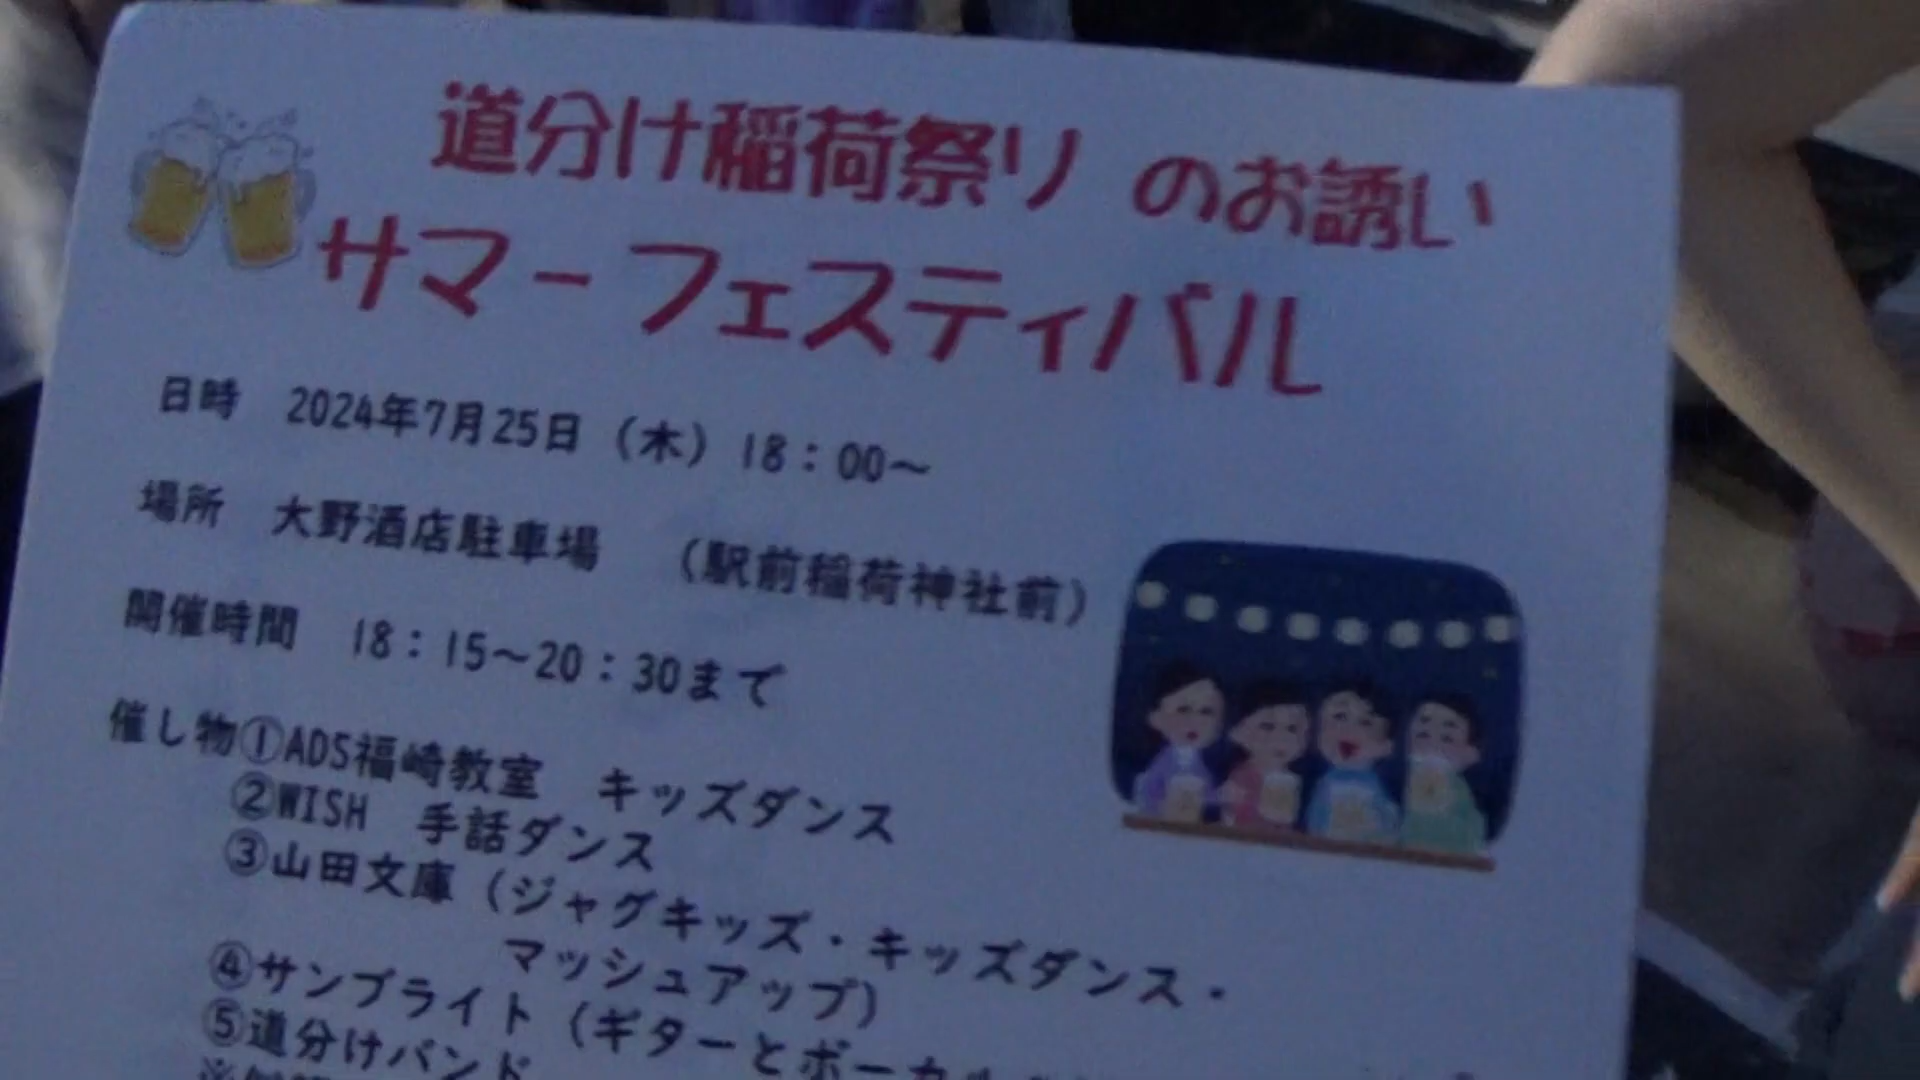 道分け稲荷祭り のお誘い
サマーフェスティバル
日時　2024年7月25日（木）18：00～
場所　大野酒店駐車場　（駅前稲荷神社前）
開催時間　18：15～20：30まで
催し物①ADS福崎教室　キッズダンス
②WISH　手話ダンス
③山田文庫（ジャグキッズ・キッズダンス・
マッシュアップ）
④サンブライト（ギターとボーカル
⑤道分けバンド